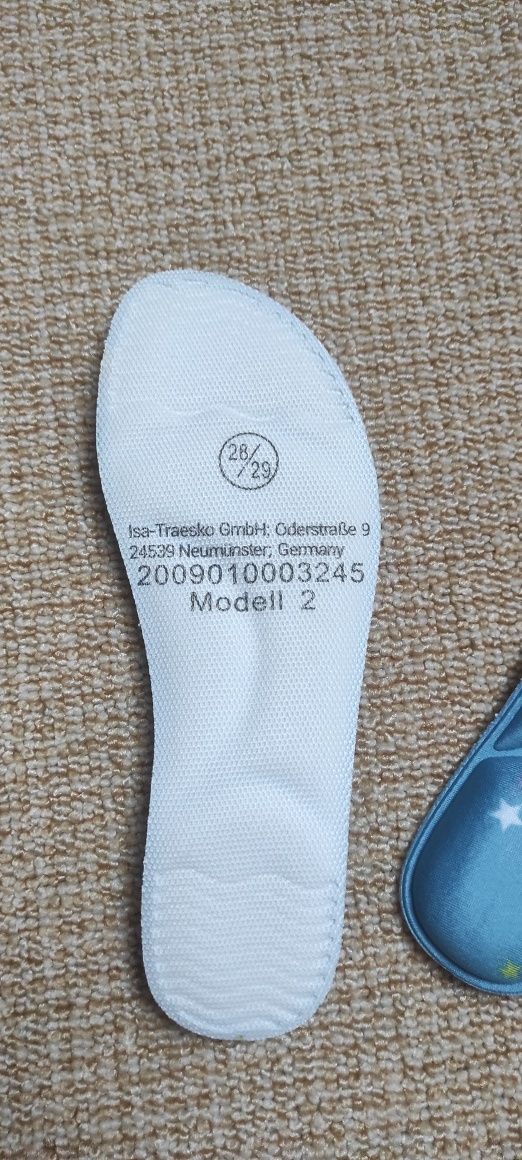 28/29
Isa-Traesko GmbH; Oderstraße 9
24539 Neumünster; Germany
2009010003245
Modell 2